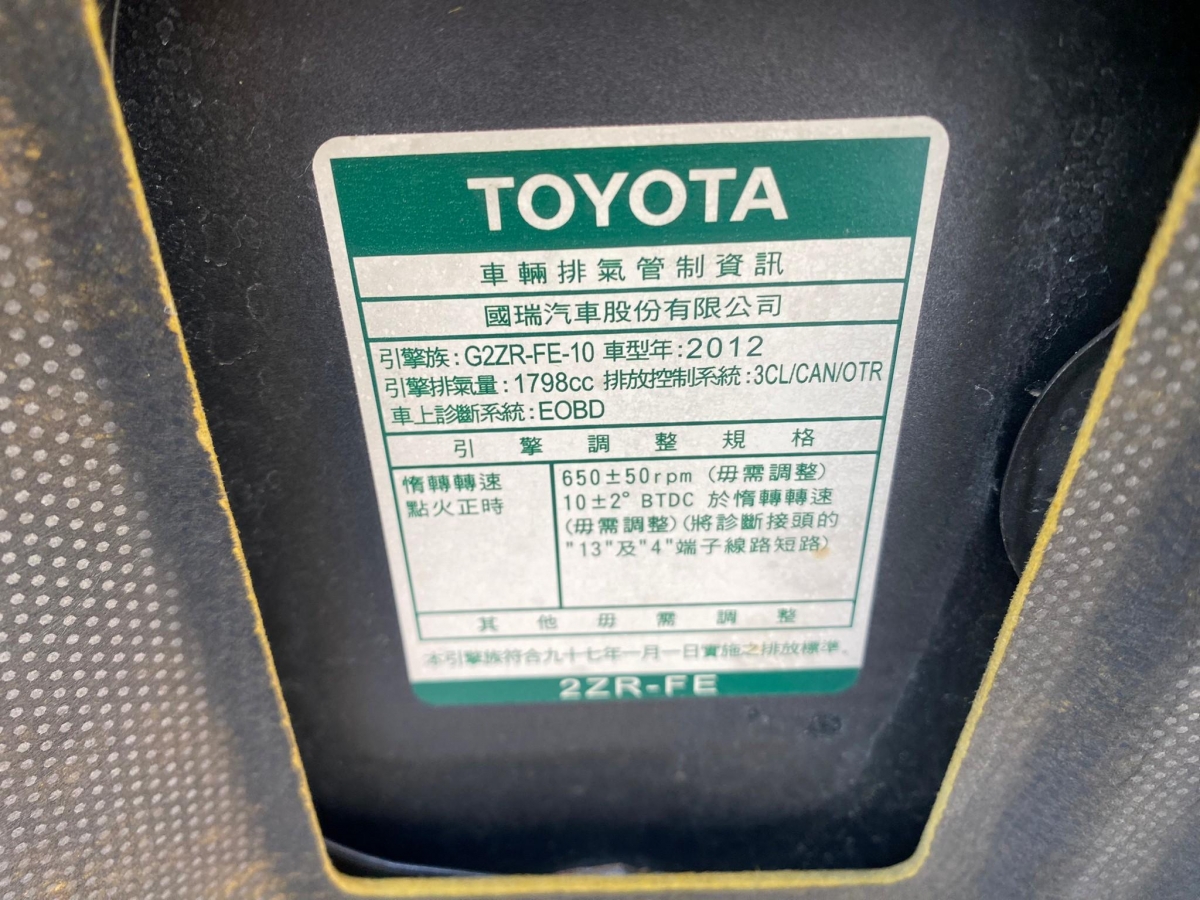 TOYOTA
車輛排氣管制資訊
國瑞汽車股份有限公司
引擎族:G2ZR-FE-10 車型年:2012
引擎排氣量:1798cc 排放控制系統:3CL/CAN/OTR
車上診斷系統:EOBD
引擎調整規格
惰轉轉速 650±50rpm (毋需調整)
點火正時 10±2° BTDC 於惰轉轉速
(毋需調整)(將診斷接頭的
"13"及"4"端子線路短路)
其他毋需調整
本引擎族符合九十七年一月一日實施之排放標準。
2ZR-FE